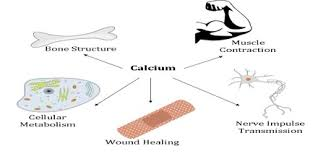 Bone Structure
Muscle
Contraction
Calcium
Cellular
Metabolism
Wound Healing
Nerve Impulse
Transmission